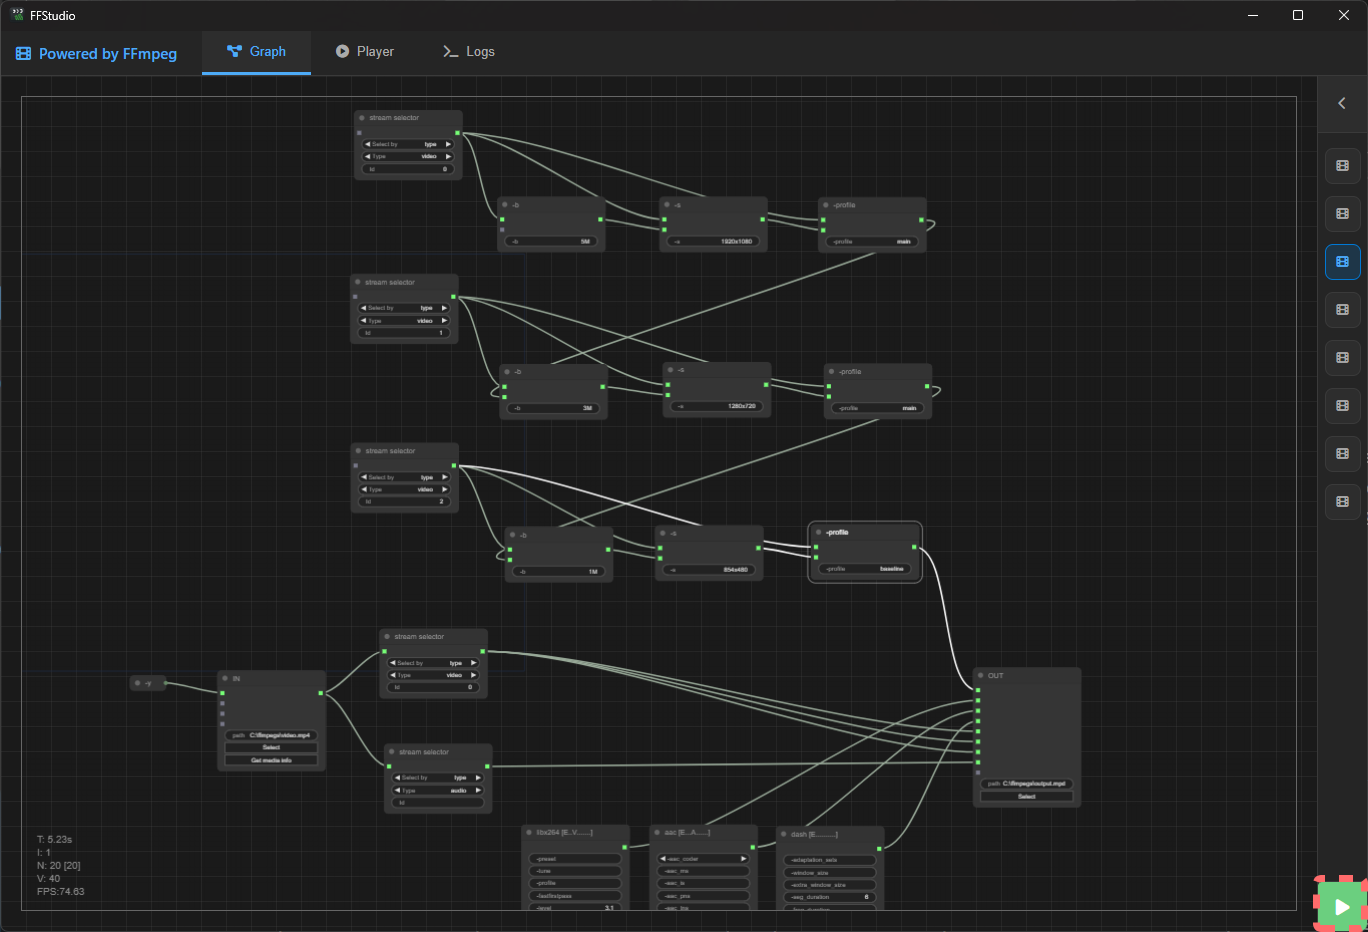 FFStudio
Powered by FFmpeg
Graph
Player
Logs
stream selector
Select by type
Type video
Id 0
-b
-b 5M
-s
-s 1920x1080
-profile
-profile main
stream selector
Select by type
Type video
Id 1
-b
-b 3M
-s
-s 1280x720
-profile
-profile main
stream selector
Select by type
Type video
Id 2
-b
-b 1M
-s
-s 854x480
-profile
-profile baseline
stream selector
Select by type
Type video
Id 0
-y
IN
path C:\ffmpegs\video.mp4
Select
Get media info
stream selector
Select by type
Type audio
Id
OUT
path C:\ffmpegs\output.mpd
Select
libx264 [E..V.......]
-preset
-tune
-profile
-fastfirstpass
-level 3.1
aac [E...A.......]
-aac_coder
-aac_ms
-aac_is
-aac_pns
-aac_tns
dash [E...........]
-adaptation_sets
-window_size
-extra_window_size
-seg_duration 6
T: 5.23s
I: 1
N: 20 [20]
V: 40
FPS:74.63